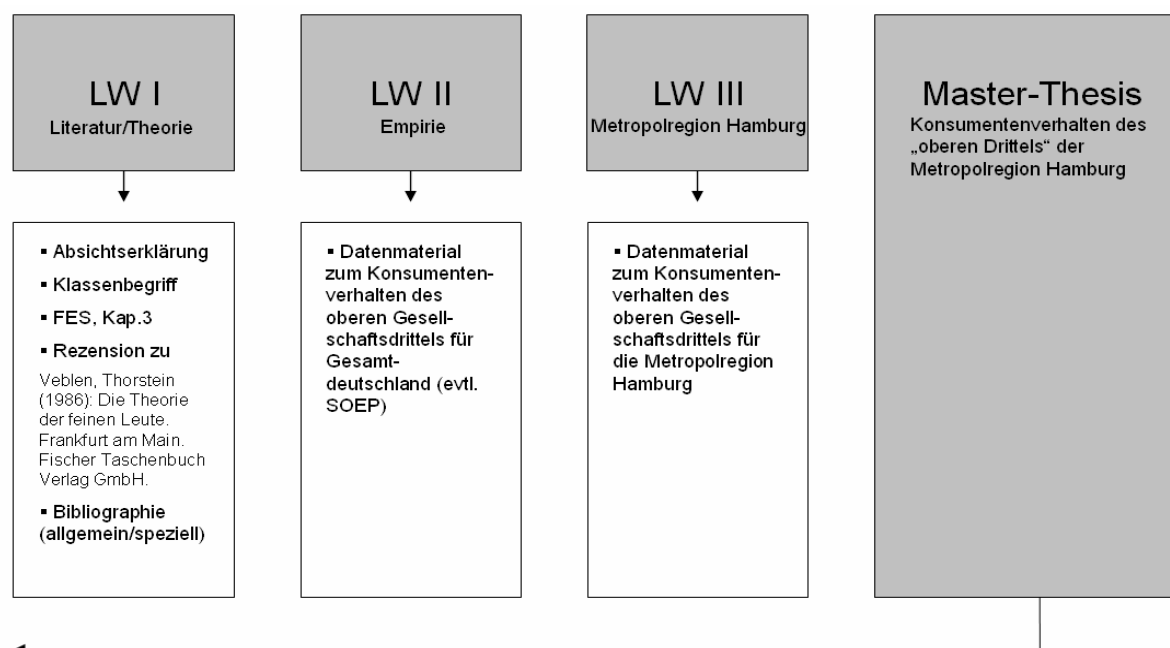 LW I
Literatur/Theorie
▪ Absichtserklärung
▪ Klassenbegriff
▪ FES, Kap.3
▪ Rezension zu
Veblen, Thorstein
(1986): Die Theorie
der feinen Leute.
Frankfurt am Main.
Fischer Taschenbuch
Verlag GmbH.
▪ Bibliographie
(allgemein/speziell)
LW II
Empirie
▪ Datenmaterial
zum Konsumenten-
verhalten des
oberen Gesell-
schaftsdrittels für
Gesamt-
deutschland (evtl.
SOEP)
LW III
Metropolregion Hamburg
▪ Datenmaterial
zum Konsumenten-
verhalten des
oberen Gesell-
schaftsdrittels für
die Metropolregion
Hamburg
Master-Thesis
Konsumentenverhalten des
„oberen Drittels“ der
Metropolregion Hamburg